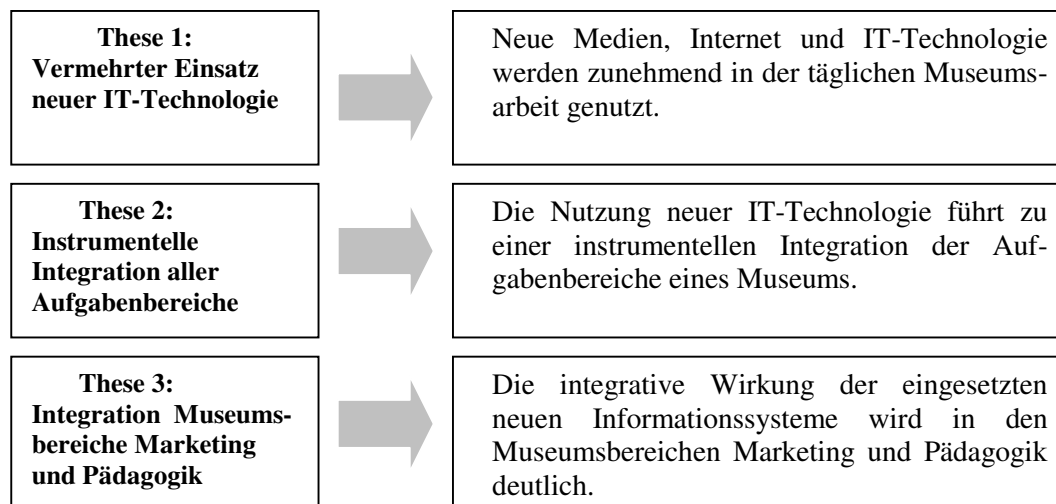 These 1:
Vermehrter Einsatz
neuer IT-Technologie
Neue Medien, Internet und IT-Technologie
werden zunehmend in der täglichen Museums-
arbeit genutzt.
These 2:
Instrumentelle
Integration aller
Aufgabenbereiche
Die Nutzung neuer IT-Technologie führt zu
einer instrumentellen Integration der Auf-
gabenbereiche eines Museums.
These 3:
Integration Museums-
bereiche Marketing
und Pädagogik
Die integrative Wirkung der eingesetzten
neuen Informationssysteme wird in den
Museumsbereichen Marketing und Pädagogik
deutlich.